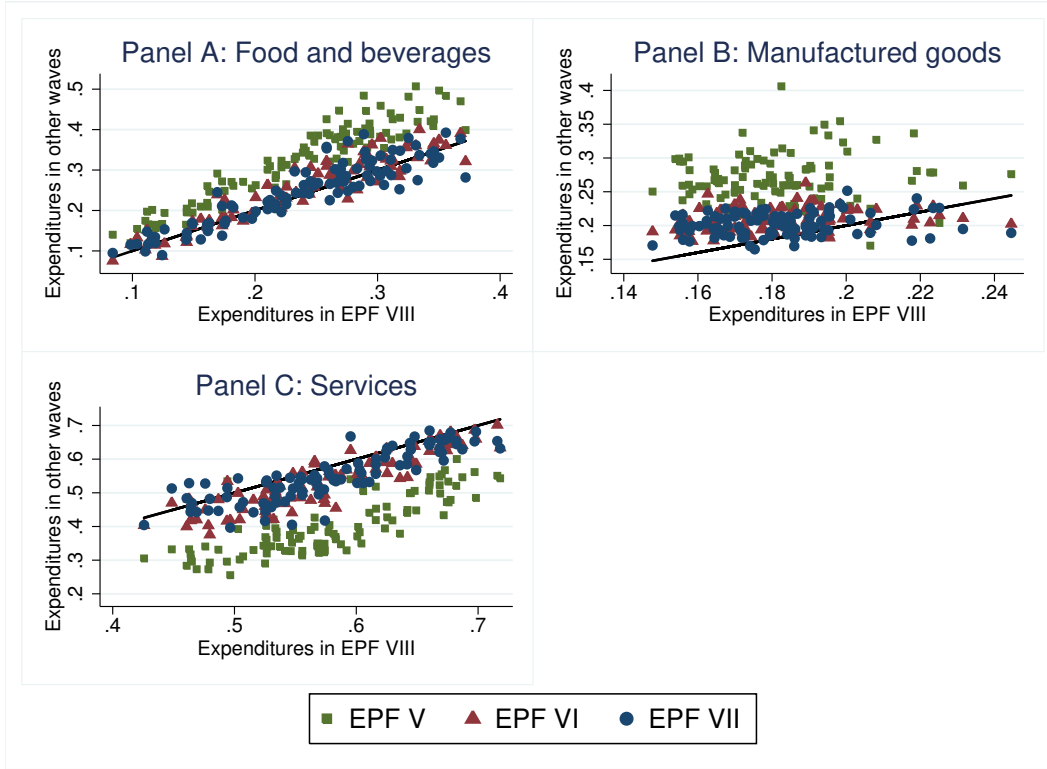 Panel A: Food and beverages
Expenditures in other waves
.5
.4
.3
.2
.1
.1 .2 .3 .4
Expenditures in EPF VIII
Panel B: Manufactured goods
Expenditures in other waves
.4
.35
.3
.25
.2
.15
.14 .16 .18 .2 .22 .24
Expenditures in EPF VIII
Panel C: Services
Expenditures in other waves
.7
.6
.5
.4
.3
.2
.4 .5 .6 .7
Expenditures in EPF VIII
EPF V EPF VI EPF VII